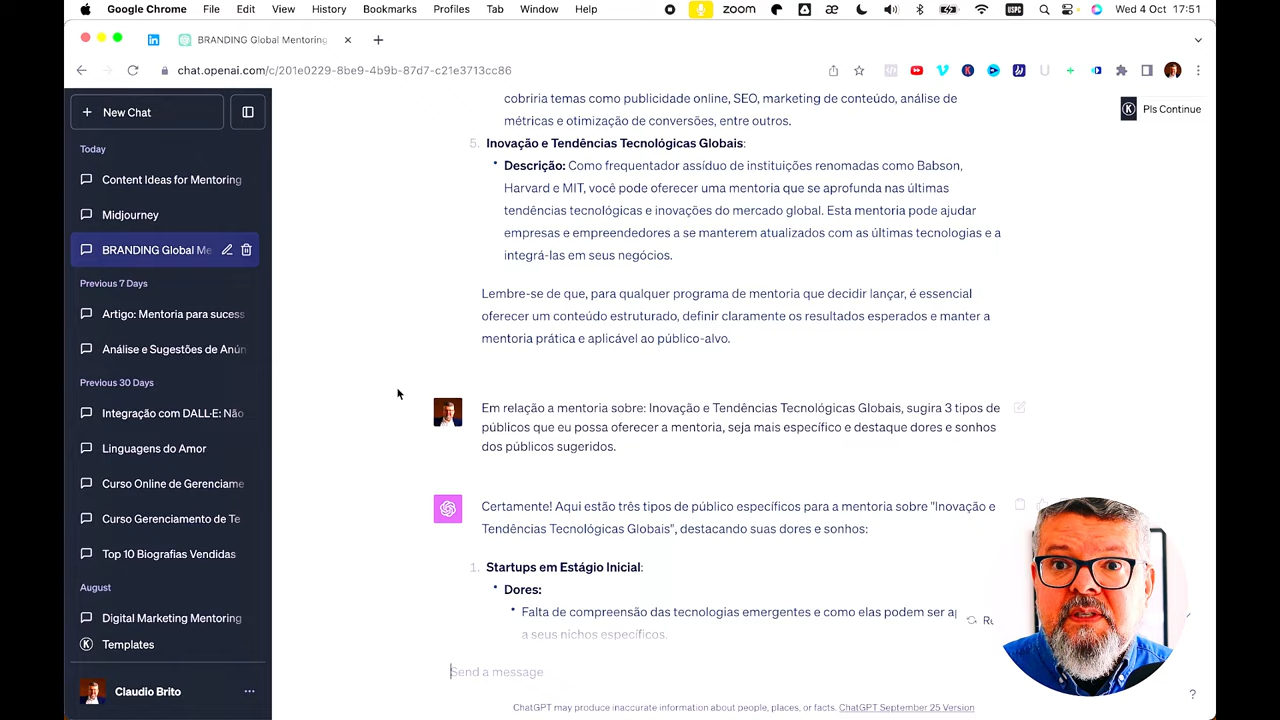 Google Chrome File Edit View History Bookmarks Profiles Tab Window Help zoom æ USPC Wed 4 Oct 17:51
BRANDING Global Mentoring
chat.openai.com/c/201e0229-8be9-4b9b-87d7-c21e3713cc86
New Chat
Today
Content Ideas for Mentoring
Midjourney
BRANDING Global Me
Previous 7 Days
Artigo: Mentoria para sucess
Análise e Sugestões de Anún
Previous 30 Days
Integração com DALL·E: Não
Linguagens do Amor
Curso Online de Gerenciame
Curso Gerenciamento de Te
Top 10 Biografias Vendidas
August
Digital Marketing Mentoring
Templates
Claudio Brito
Pls Continue
cobriria temas como publicidade online, SEO, marketing de conteúdo, análise de
métricas e otimização de conversões, entre outros.
5. Inovação e Tendências Tecnológicas Globais:
• Descrição: Como frequentador assíduo de instituições renomadas como Babson,
Harvard e MIT, você pode oferecer uma mentoria que se aprofunda nas últimas
tendências tecnológicas e inovações do mercado global. Esta mentoria pode ajudar
empresas e empreendedores a se manterem atualizados com as últimas tecnologias e a
integrá-las em seus negócios.
Lembre-se de que, para qualquer programa de mentoria que decidir lançar, é essencial
oferecer um conteúdo estruturado, definir claramente os resultados esperados e manter a
mentoria prática e aplicável ao público-alvo.
Em relação a mentoria sobre: Inovação e Tendências Tecnológicas Globais, sugira 3 tipos de
públicos que eu possa oferecer a mentoria, seja mais específico e destaque dores e sonhos
dos públicos sugeridos.
Certamente! Aqui estão três tipos de público específicos para a mentoria sobre "Inovação e
Tendências Tecnológicas Globais", destacando suas dores e sonhos:
1. Startups em Estágio Inicial:
• Dores:
• Falta de compreensão das tecnologias emergentes e como elas podem ser ap
a seus nichos específicos.
Send a message
ChatGPT may produce inaccurate information about people, places, or facts. ChatGPT September 25 Version